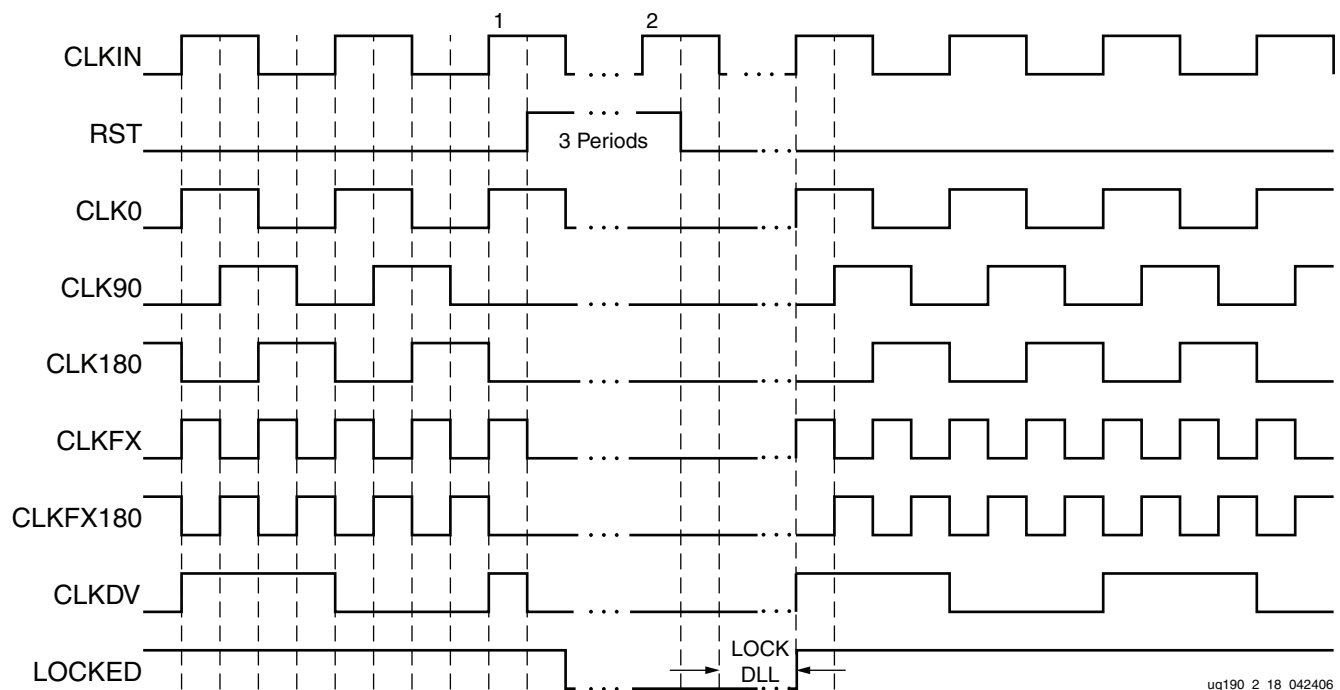 1
2
CLKIN
RST
3 Periods
CLK0
CLK90
CLK180
CLKFX
CLKFX180
CLKDV
LOCKED
LOCK
DLL
ug190_2_18_042406